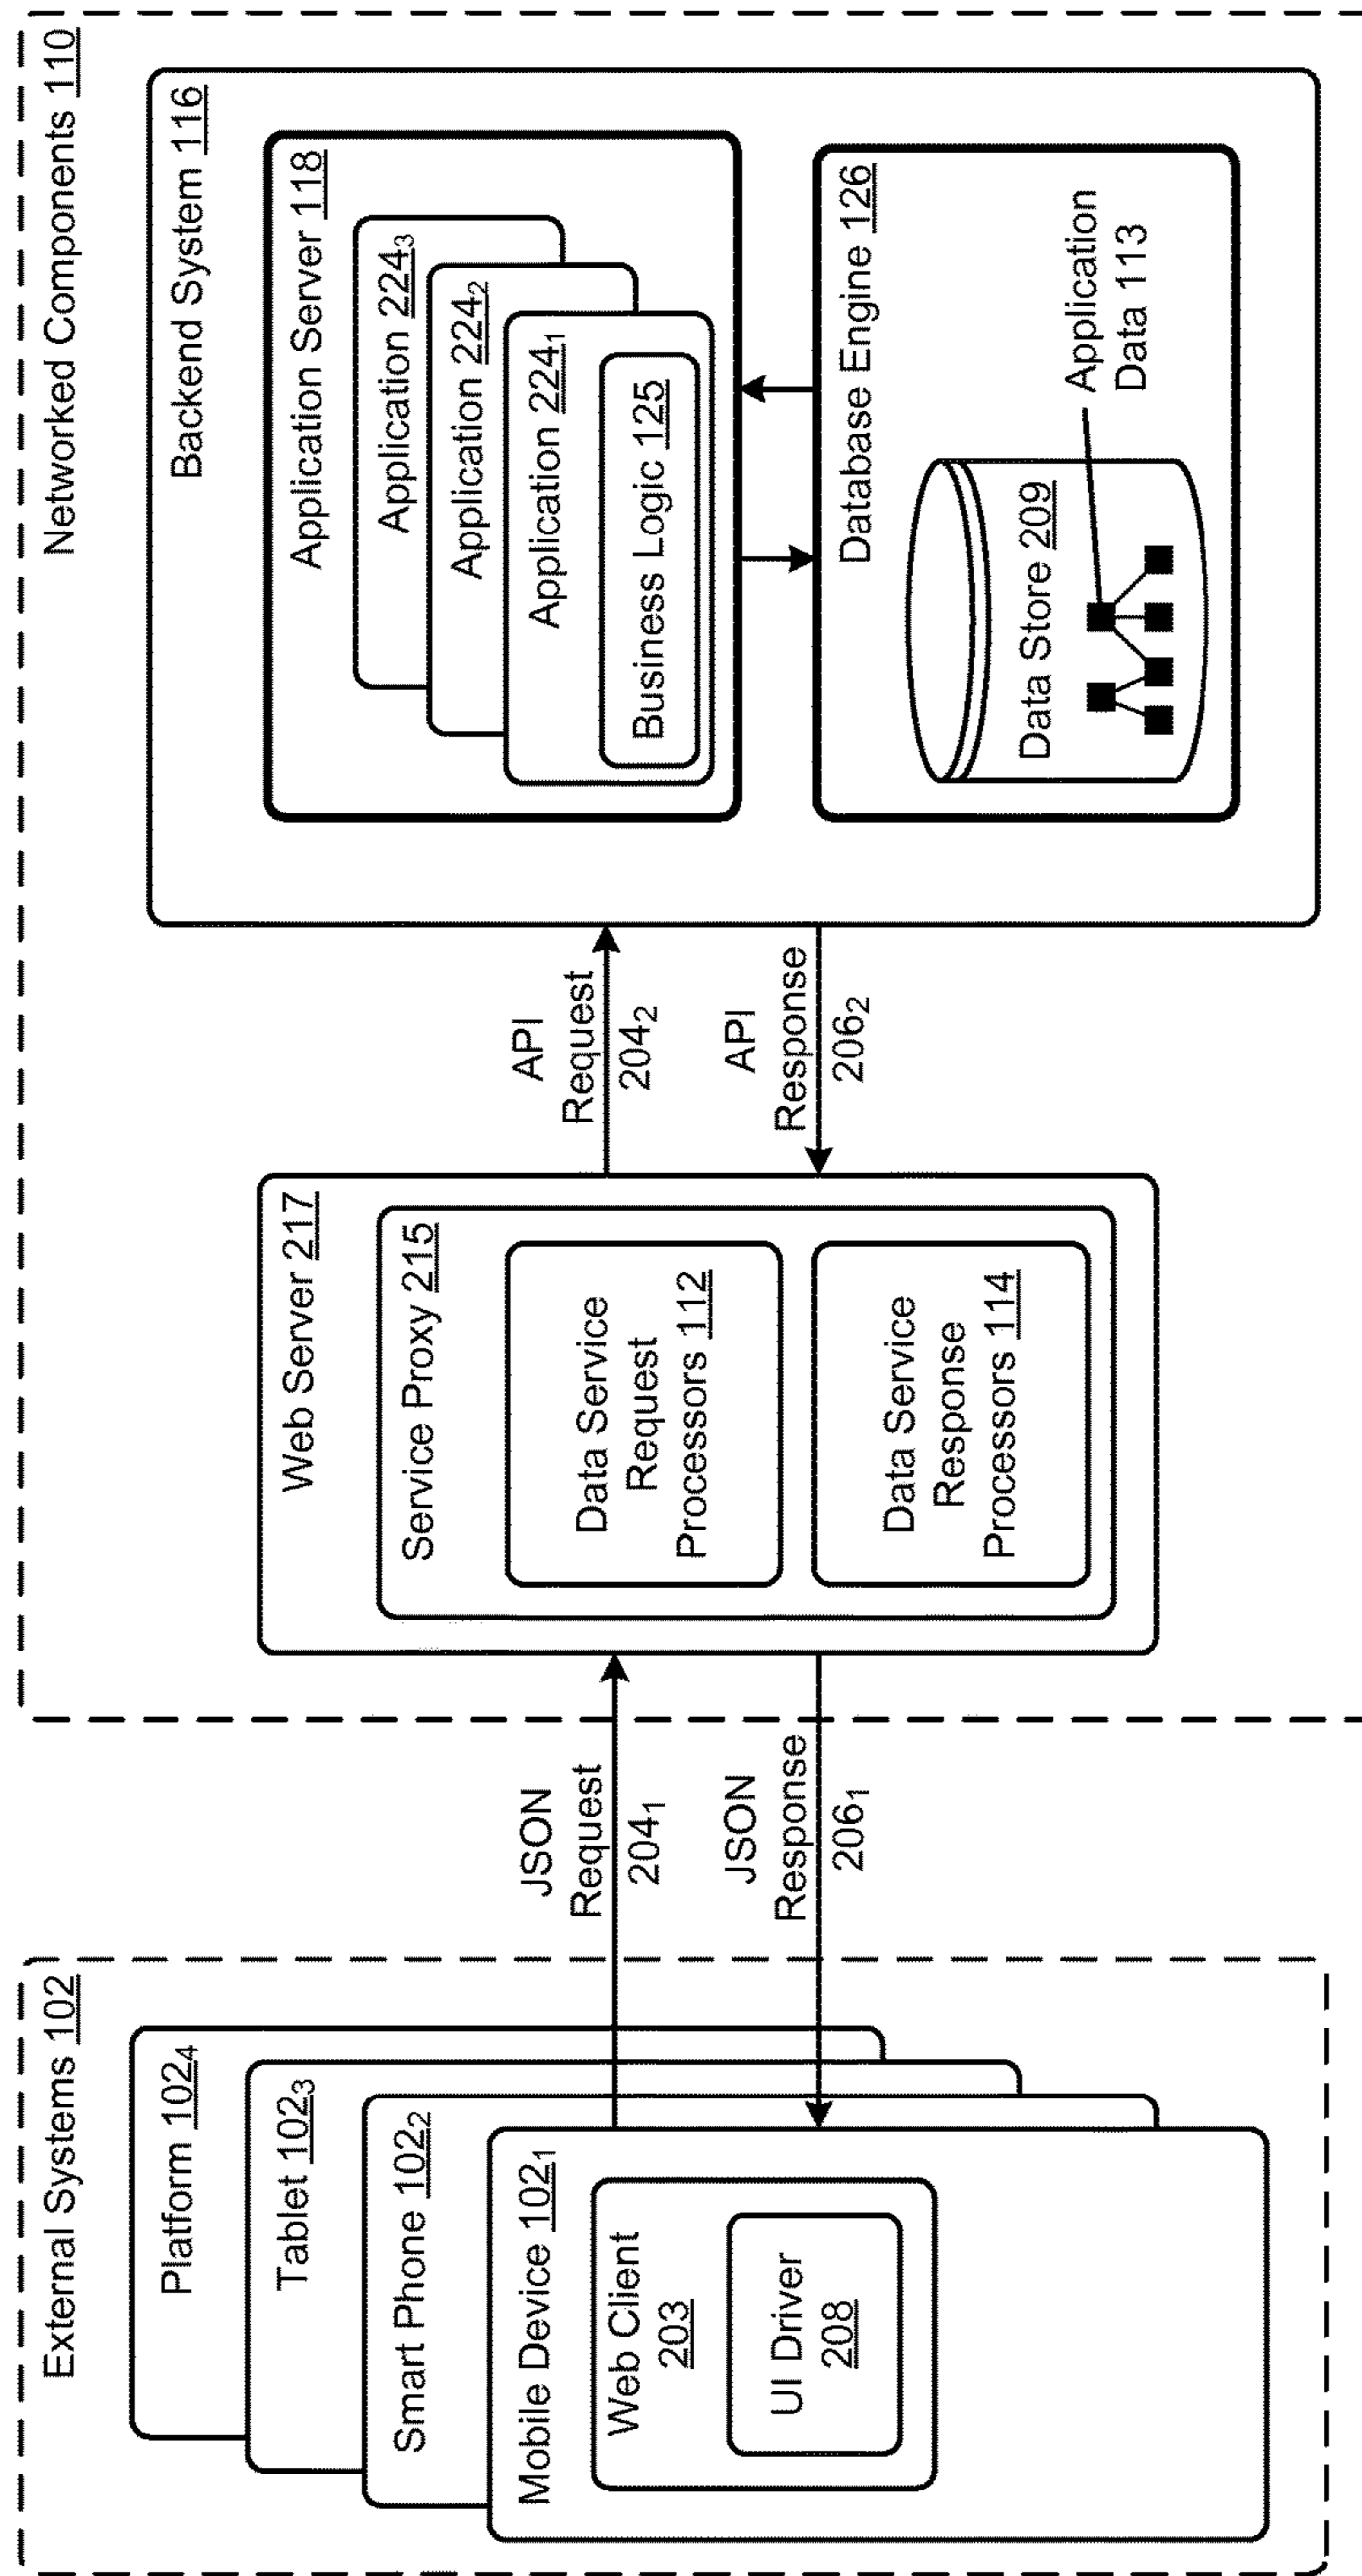 External Systems 102
Platform 102₄
Tablet 102₃
Smart Phone 102₂
Mobile Device 102₁
Web Client
203
UI Driver
208
JSON
Request
204₁
JSON
Response
206₁
Networked Components 110
Web Server 217
Service Proxy 215
Data Service
Request
Processors 112
Data Service
Response
Processors 114
API
Request
204₂
API
Response
206₂
Backend System 116
Application Server 118
Application 224₃
Application 224₂
Application 224₁
Business Logic 125
Database Engine 126
Data Store 209
Application
Data 113